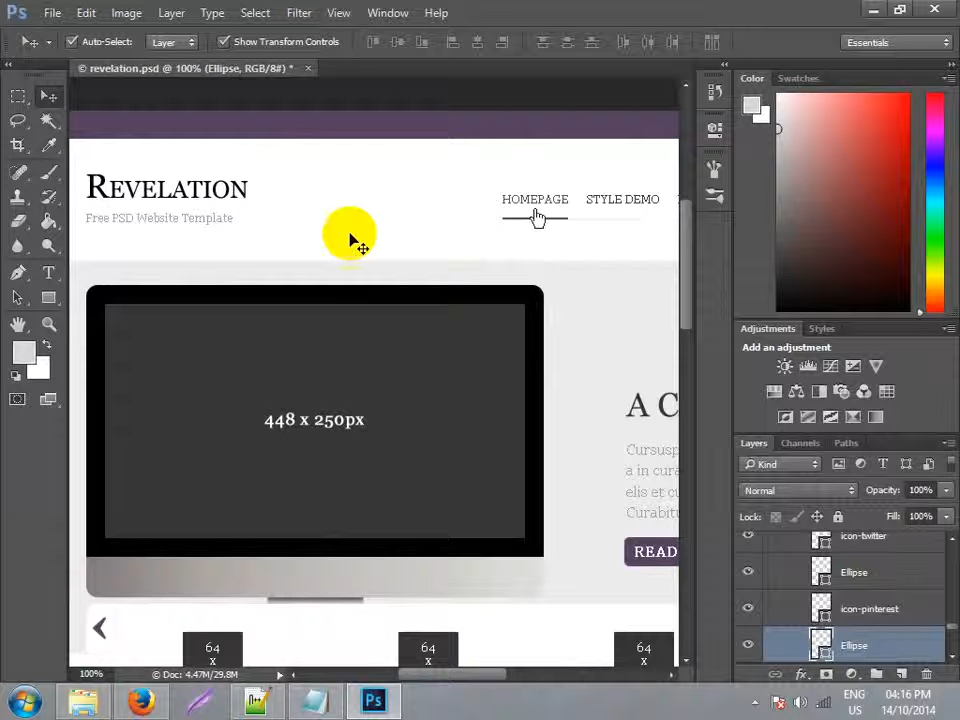 Ps File Edit Image Layer Type Select Filter View Window Help
Auto-Select: Layer Show Transform Controls Essentials
© revelation.psd @ 100% (Ellipse, RGB/8#) * ×
Color Swatches
REVELATION
Free PSD Website Template
HOMEPAGE STYLE DEMO
448 x 250px
A C
Cursusp
a in cura
elis et cu
Curabitu
READ
64
x
64
x
64
x
Adjustments Styles
Add an adjustment
Layers Channels Paths
Kind
Normal Opacity: 100%
Lock: Fill: 100%
icon-twitter
Ellipse
icon-pinterest
Ellipse
100% Doc: 4.47M/29.8M
Ps
ENG
US
04:16 PM
14/10/2014